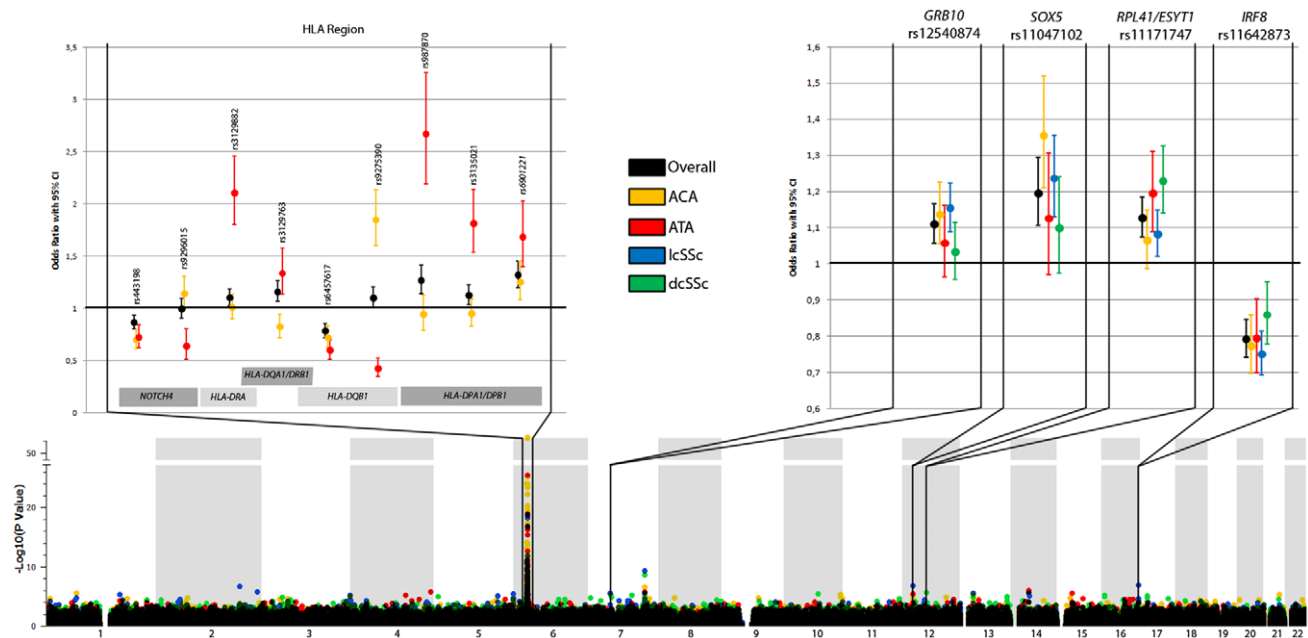 HLA Region
3,5
3
2,5
2
1,5
1
0,5
0
Odds Ratio with 95% CI
rs443198
rs9296015
rs3129882
rs3129763
rs6457617
rs9275390
rs987870
rs3135021
rs6901221
NOTCH4
HLA-DRA
HLA-DQA1/DRB1
HLA-DQB1
HLA-DPA1/DPB1
Overall
ACA
ATA
lcSSc
dcSSc
GRB10
rs12540874
SOX5
rs11047102
RPL41/ESYT1
rs11171747
IRF8
rs11642873
1,6
1,5
1,4
1,3
1,2
1,1
1
0,9
0,8
0,7
0,6
Odds Ratio with 95% CI
50
20
10
0
-Log10(P Value)
1 2 3 4 5 6 7 8 9 10 11 12 13 14 15 16 17 18 19 20 21 22